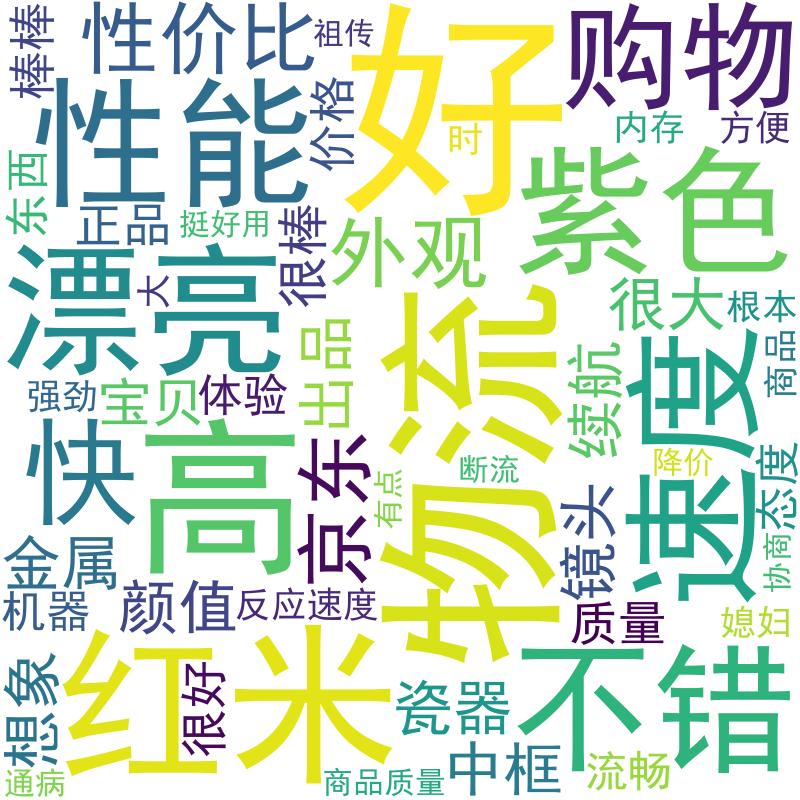 棒棒
性价比
祖传
好
购物
性能
价格
时
内存
方便
东西
正品
挺好用
很棒
外观
紫色
漂亮
大
很大
根本
强劲
宝贝
体验
出品
物流
续航
速度
商品
快
高
京东
有点
断流
降价
态度
金属
机器
颜值
反应速度
镜头
质量
协商
媳妇
想象
红米
很好
瓷器
不错
通病
商品质量
中框
流畅